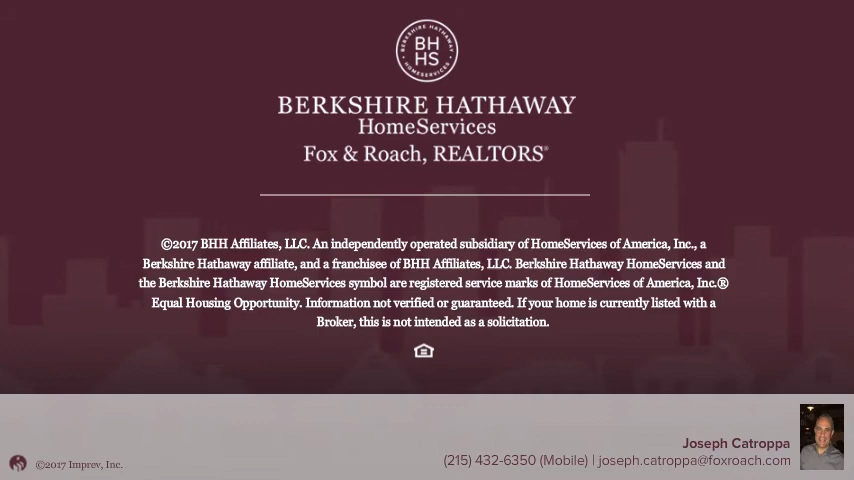 BERKSHIRE HATHAWAY
HOMESERVICES
BH
HS
BERKSHIRE HATHAWAY
HomeServices
Fox & Roach, REALTORS®
©2017 BHH Affiliates, LLC. An independently operated subsidiary of HomeServices of America, Inc., a
Berkshire Hathaway affiliate, and a franchisee of BHH Affiliates, LLC. Berkshire Hathaway HomeServices and
the Berkshire Hathaway HomeServices symbol are registered service marks of HomeServices of America, Inc.®
Equal Housing Opportunity. Information not verified or guaranteed. If your home is currently listed with a
Broker, this is not intended as a solicitation.
Joseph Catroppa
(215) 432-6350 (Mobile) | joseph.catroppa@foxroach.com
©2017 Imprev, Inc.